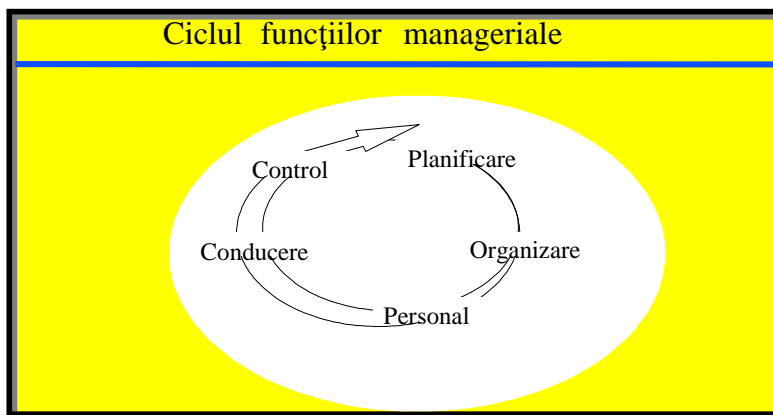 Ciclul funcţiilor manageriale
Control
Planificare
Conducere
Organizare
Personal